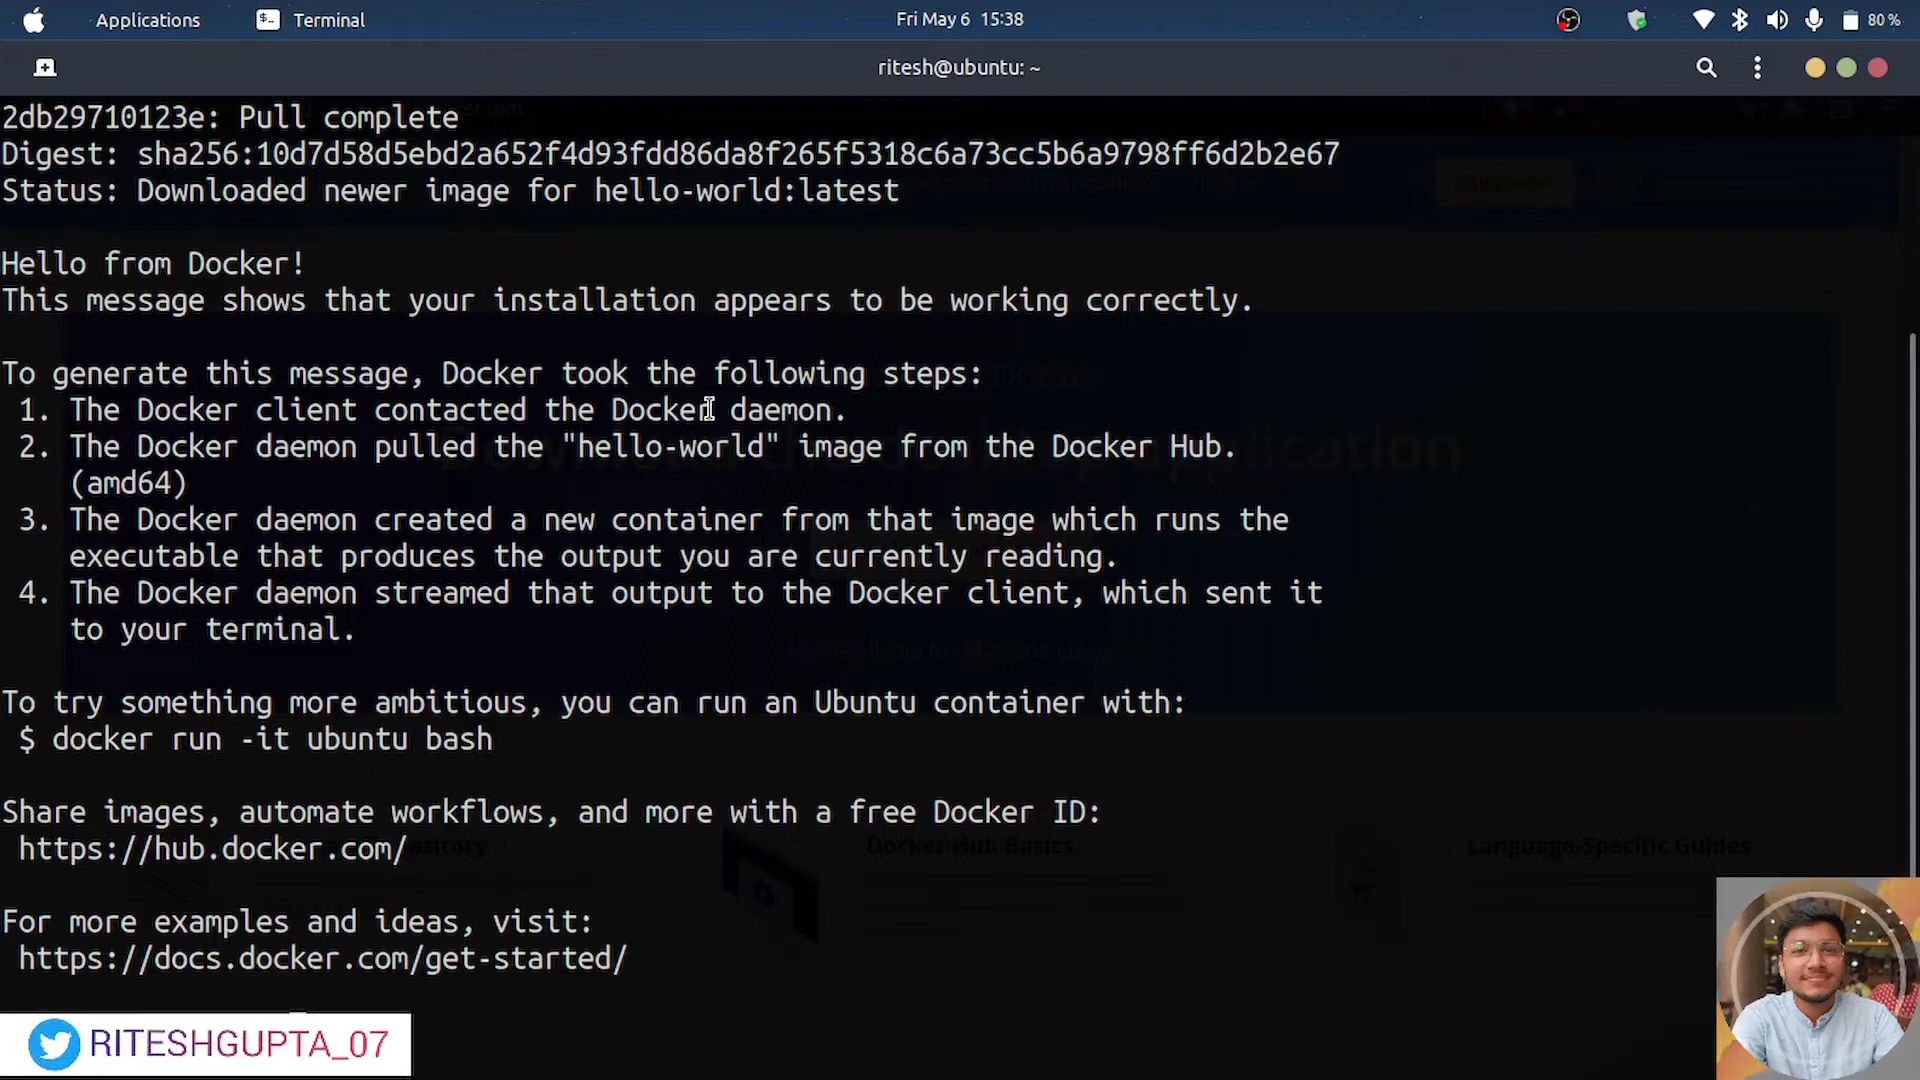 Applications
Terminal
Fri May 6 15:38
80 %
ritesh@ubuntu: ~
2db29710123e: Pull complete
Digest: sha256:10d7d58d5ebd2a652f4d93fdd86da8f265f5318c6a73cc5b6a9798ff6d2b2e67
Status: Downloaded newer image for hello-world:latest
Hello from Docker!
This message shows that your installation appears to be working correctly.
To generate this message, Docker took the following steps:
1. The Docker client contacted the Docker daemon.
2. The Docker daemon pulled the "hello-world" image from the Docker Hub.
(amd64)
3. The Docker daemon created a new container from that image which runs the
executable that produces the output you are currently reading.
4. The Docker daemon streamed that output to the Docker client, which sent it
to your terminal.
To try something more ambitious, you can run an Ubuntu container with:
$ docker run -it ubuntu bash
Share images, automate workflows, and more with a free Docker ID:
https://hub.docker.com/
Docker Hub Basics
Language-Specific Guides
For more examples and ideas, visit:
https://docs.docker.com/get-started/
RITESHGUPTA_07